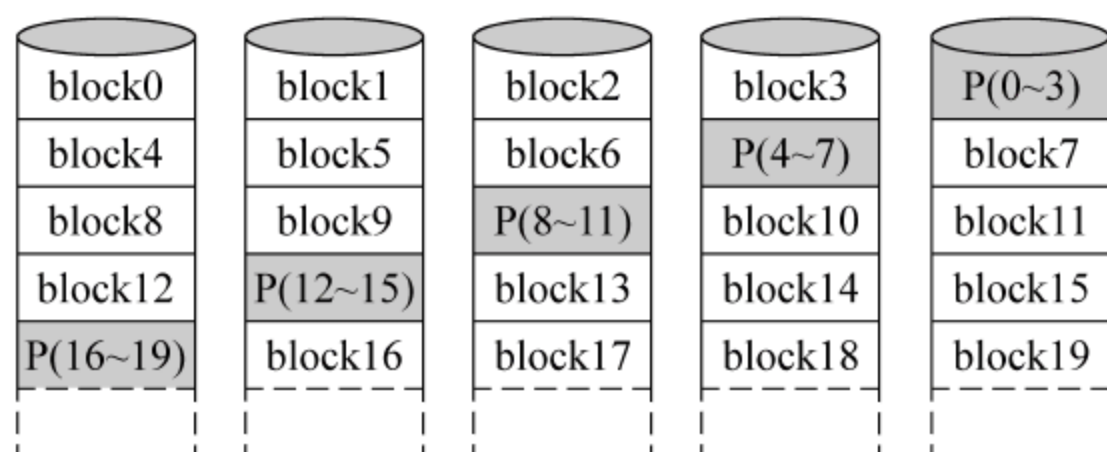 block0 block1 block2 block3 P(0~3)
block4 block5 block6 P(4~7) block7
block8 block9 P(8~11) block10 block11
block12 P(12~15) block13 block14 block15
P(16~19) block16 block17 block18 block19